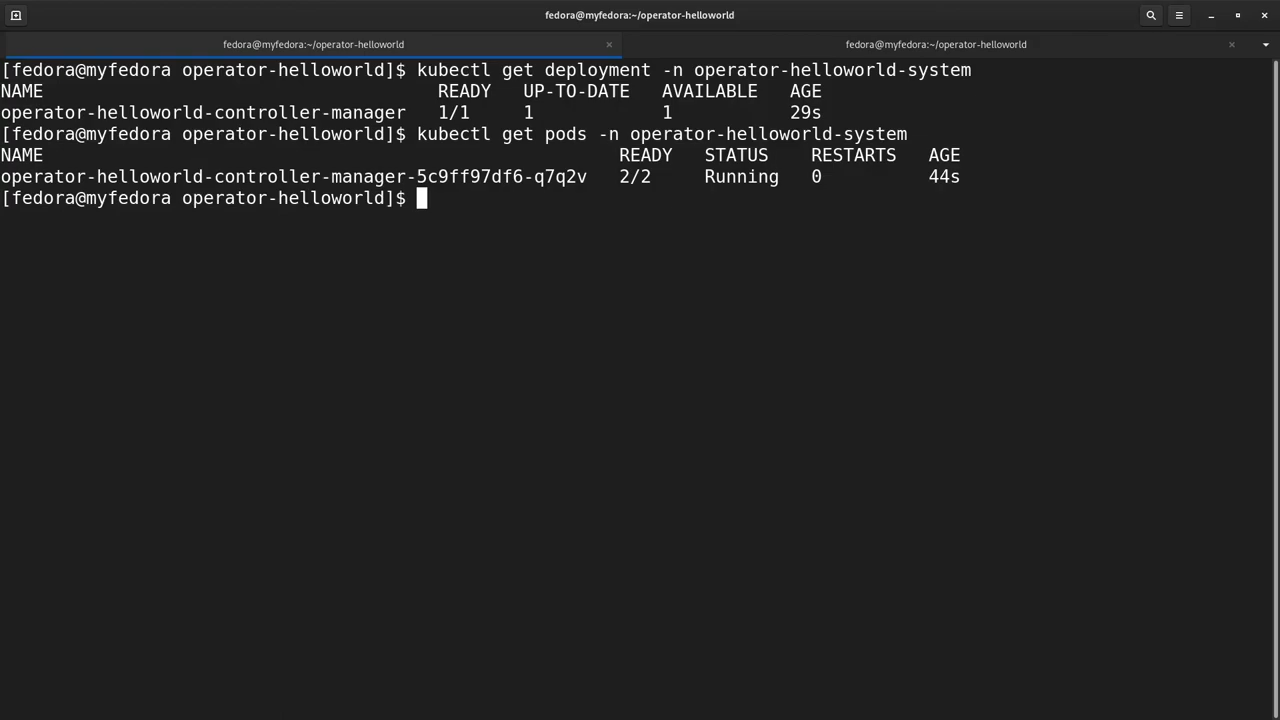 fedora@myfedora:~/operator-helloworld
fedora@myfedora:~/operator-helloworld
fedora@myfedora:~/operator-helloworld
[fedora@myfedora operator-helloworld]$ kubectl get deployment -n operator-helloworld-system
NAME READY UP-TO-DATE AVAILABLE AGE
operator-helloworld-controller-manager 1/1 1 1 29s
[fedora@myfedora operator-helloworld]$ kubectl get pods -n operator-helloworld-system
NAME READY STATUS RESTARTS AGE
operator-helloworld-controller-manager-5c9ff97df6-q7q2v 2/2 Running 0 44s
[fedora@myfedora operator-helloworld]$